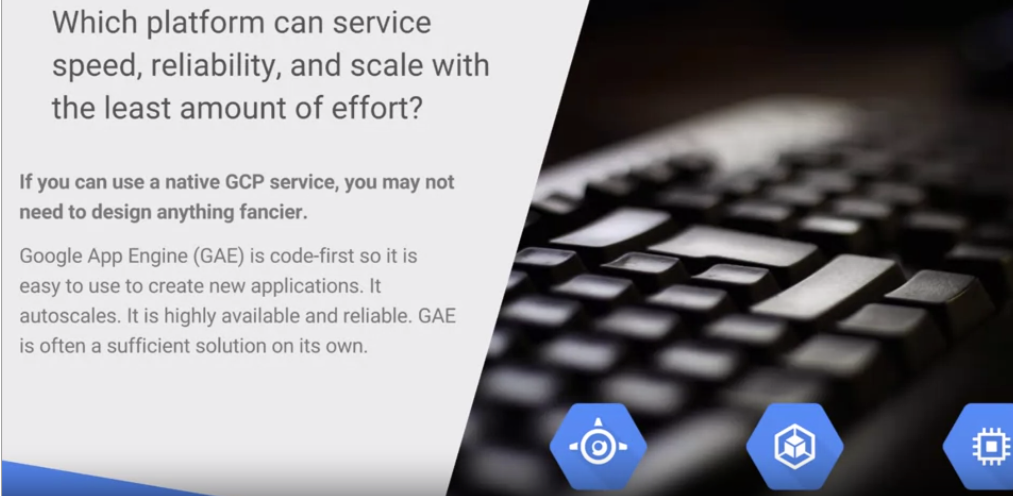 Which platform can service
speed, reliability, and scale with
the least amount of effort?
If you can use a native GCP service, you may not
need to design anything fancier.
Google App Engine (GAE) is code-first so it is
easy to use to create new applications. It
autoscales. It is highly available and reliable. GAE
is often a sufficient solution on its own.